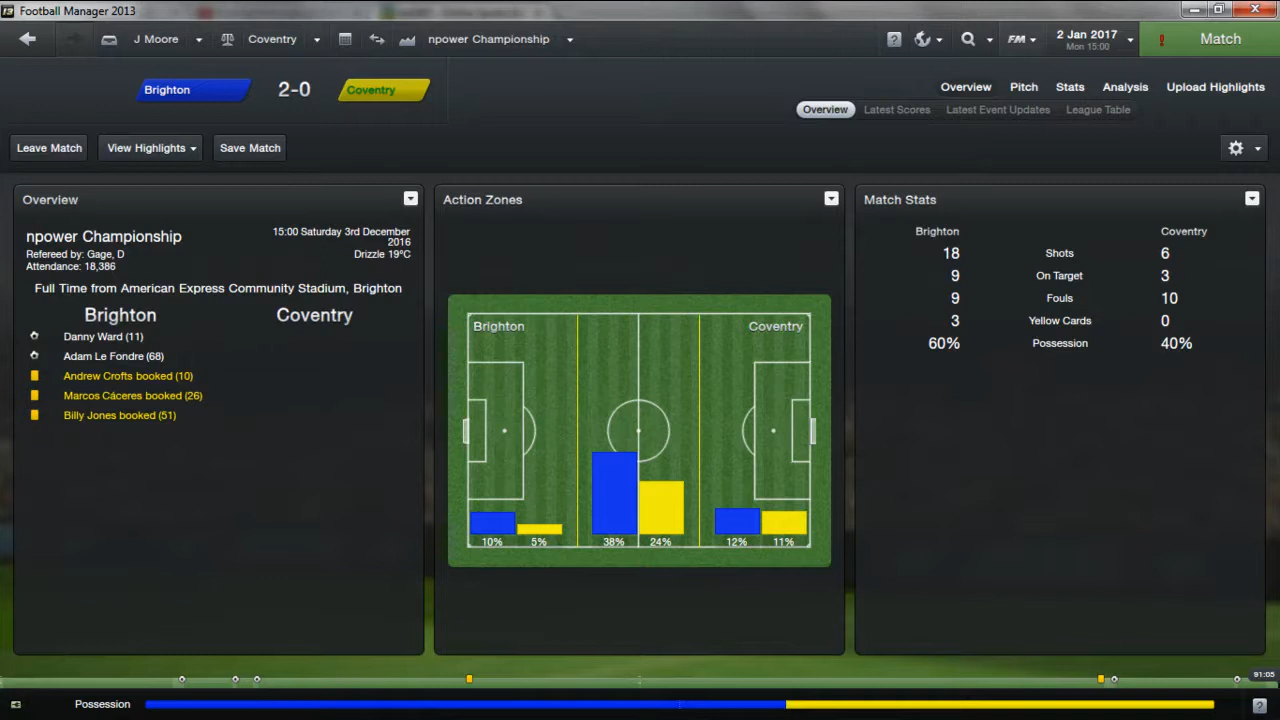 Football Manager 2013
J Moore Coventry npower Championship ? FM 2 Jan 2017 Mon 15:00 ! Match
Brighton 2-0 Coventry
Overview Pitch Stats Analysis Upload Highlights
Overview Latest Scores Latest Event Updates League Table
Leave Match View Highlights Save Match
Overview
npower Championship
15:00 Saturday 3rd December
2016
Refereed by: Gage, D
Drizzle 19°C
Attendance: 18,386
Full Time from American Express Community Stadium, Brighton
Brighton Coventry
Danny Ward (11)
Adam Le Fondre (68)
Andrew Crofts booked (10)
Marcos Cáceres booked (26)
Billy Jones booked (51)
Action Zones
Brighton Coventry
10% 5% 38% 24% 12% 11%
Match Stats
Brighton Coventry
18 Shots 6
9 On Target 3
9 Fouls 10
3 Yellow Cards 0
60% Possession 40%
91:05
Possession ?